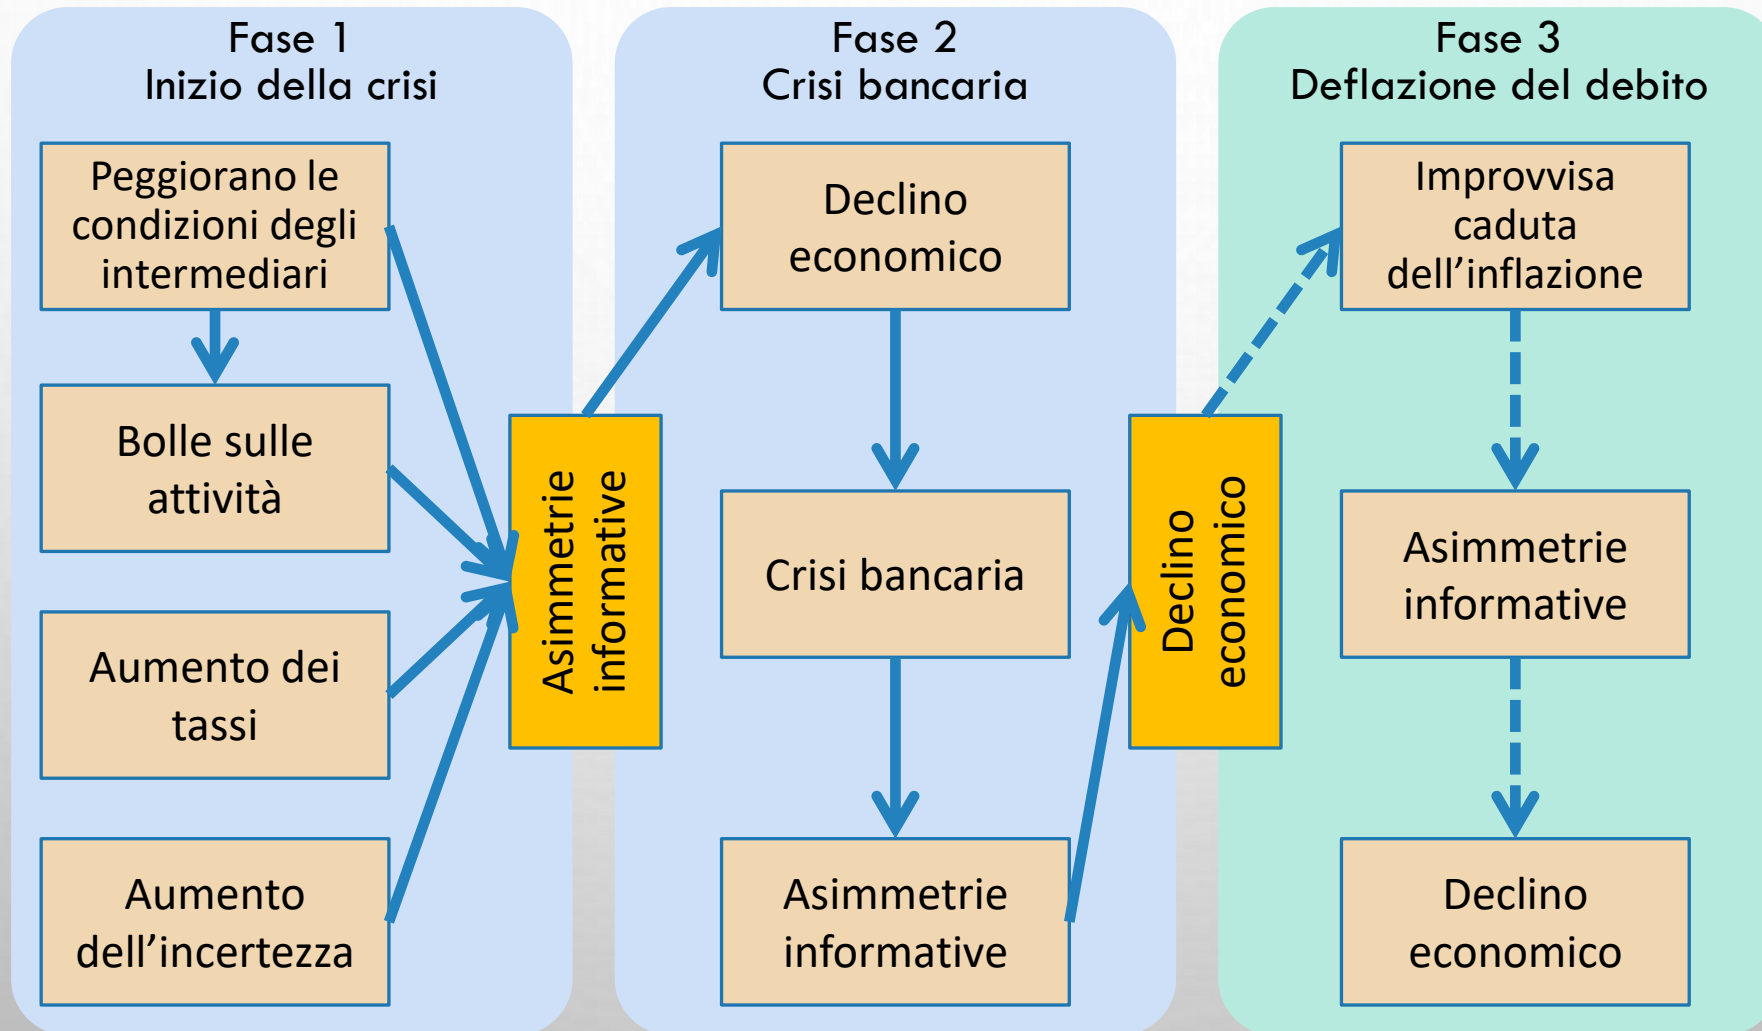 Fase 1
Inizio della crisi
Peggiorano le
condizioni degli
intermediari
Bolle sulle
attività
Aumento dei
tassi
Aumento
dell’incertezza
Asimmetrie
informative
Fase 2
Crisi bancaria
Declino
economico
Crisi bancaria
Asimmetrie
informative
Declino
economico
Fase 3
Deflazione del debito
Improvvisa
caduta
dell’inflazione
Asimmetrie
informative
Declino
economico